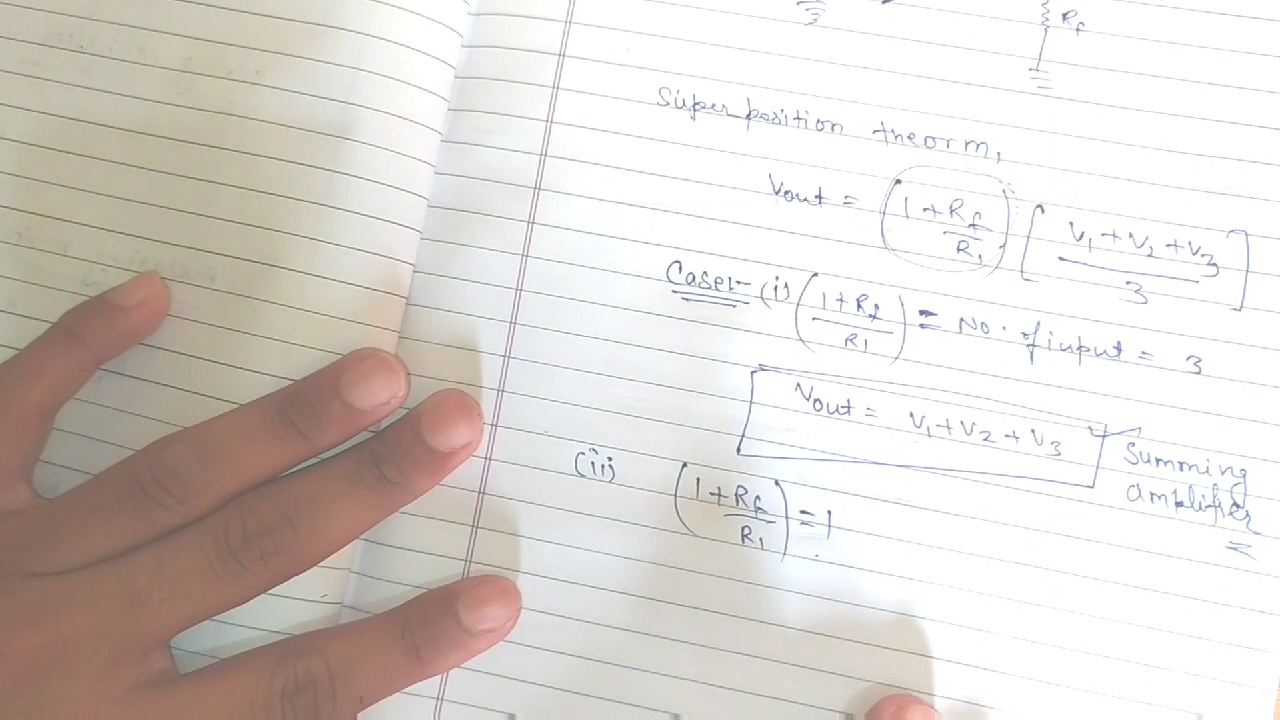 3
Rf
Superposition theorm,
Vout = (1 + Rf/R1) [V1 + V2 + V3/3]
Case:- (i) (1 + Rf/R1) = No. of input = 3
Vout = V1 + V2 + V3
Summing
amplifier
(ii) (1 + Rf/R1) = 1